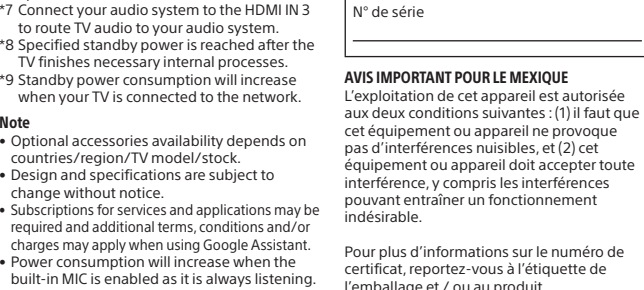 *7 Connect your audio system to the HDMI IN 3
to route TV audio to your audio system.
*8 Specified standby power is reached after the
TV finishes necessary internal processes.
*9 Standby power consumption will increase
when your TV is connected to the network.
Note
• Optional accessories availability depends on
countries/region/TV model/stock.
• Design and specifications are subject to
change without notice.
• Subscriptions for services and applications may be
required and additional terms, conditions and/or
charges may apply when using Google Assistant.
• Power consumption will increase when the
built-in MIC is enabled as it is always listening.
N° de série
AVIS IMPORTANT POUR LE MEXIQUE
L'exploitation de cet appareil est autorisée
aux deux conditions suivantes : (1) il faut que
cet équipement ou appareil ne provoque
pas d'interférences nuisibles, et (2) cet
équipement ou appareil doit accepter toute
interférence, y compris les interférences
pouvant entraîner un fonctionnement
indésirable.
Pour plus d'informations sur le numéro de
certificat, reportez-vous à l'étiquette de
l'emballage et / ou au produit.